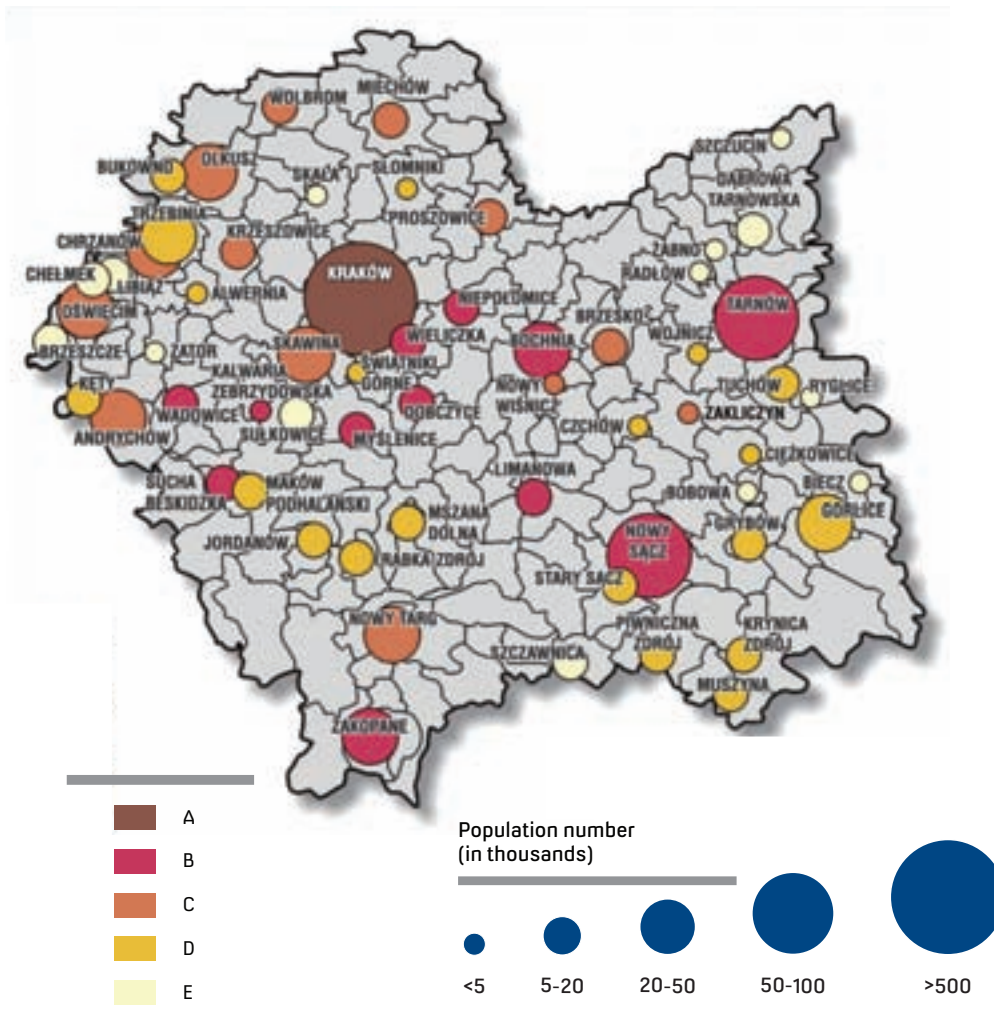 MIECHÓW
WOLBROM
SZCZUCIN
OLKUSZ
BUKOWNO
SKAŁA
SŁOMNIKI
DĄBROWA
TARNOWSKA
TRZEBINIA
PROSZOWICE
KRZESZOWICE
CHRZANÓW
ŻABNO
RADŁÓW
CHEŁMEK
LIBIĄŻ
KRAKÓW
ALWERNIA
NIEPOŁOMICE
TARNÓW
OŚWIĘCIM
BRZESKO
WOJNICZ
WIELICZKA
BOCHNIA
SKAWINA
BRZESZCZE
ZATOR
ŚWIĄTNIKI
GÓRNE
KALWARIA
ZEBRZYDOWSKA
KĘTY
NOWY
WIŚNICZ
TUCHÓW
RYGLICE
WADOWICE
DOBCZYCE
ZAKLICZYN
ANDRYCHÓW
SUŁKOWICE
MYŚLENICE
CZCHÓW
CIĘŻKOWICE
LIMANOWA
SUCHA
BESKIDZKA
MAKÓW
PODHALAŃSKI
BOBOWA
BIECZ
GORLICE
MSZANA
DOLNA
GRYBÓW
JORDANÓW
NOWY
SĄCZ
RABKA ZDRÓJ
STARY SĄCZ
NOWY TARG
PIWNICZNA
ZDRÓJ
KRYNICA
ZDRÓJ
SZCZAWNICA
MUSZYNA
ZAKOPANE
A
B
C
D
E
Population number
(in thousands)
<5 5-20 20-50 50-100 >500